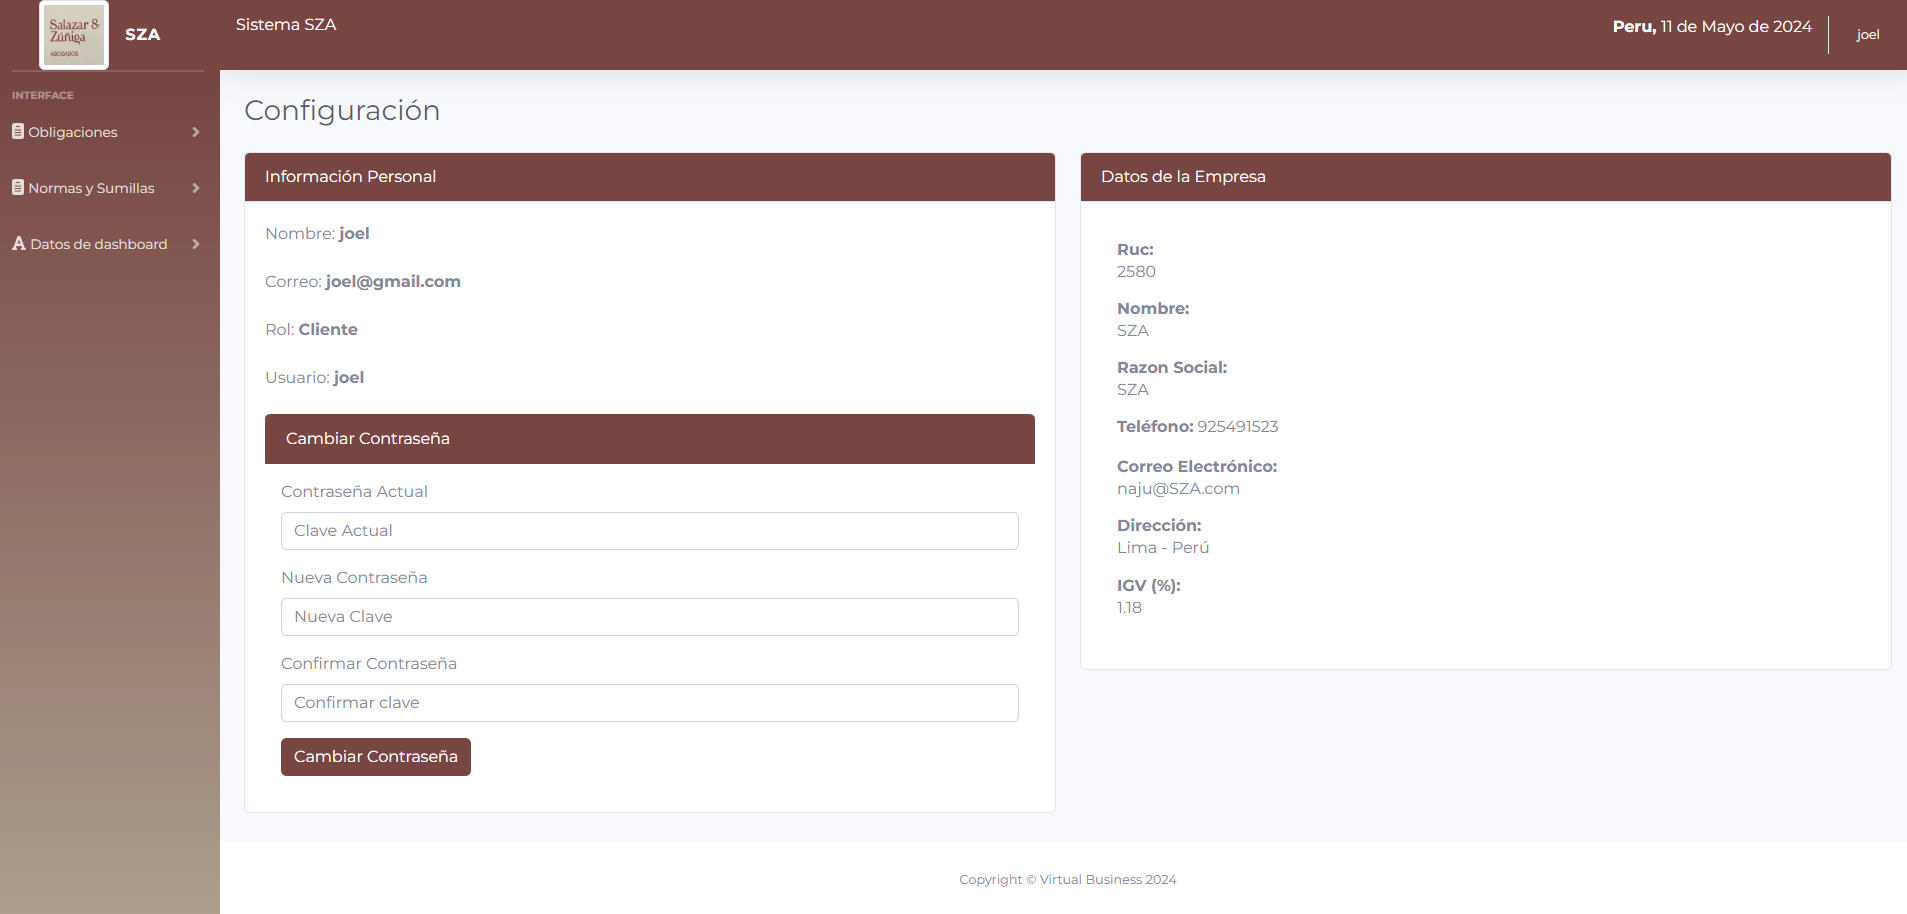 Salazar &
Zúñiga
ABOGADOS
SZA
Sistema SZA
Peru, 11 de Mayo de 2024
joel
INTERFACE
Obligaciones
Normas y Sumillas
Datos de dashboard
Configuración
Información Personal
Nombre: joel
Correo: joel@gmail.com
Rol: Cliente
Usuario: joel
Cambiar Contraseña
Contraseña Actual
Clave Actual
Nueva Contraseña
Nueva Clave
Confirmar Contraseña
Confirmar clave
Cambiar Contraseña
Datos de la Empresa
Ruc:
2580
Nombre:
SZA
Razon Social:
SZA
Teléfono: 925491523
Correo Electrónico:
naju@SZA.com
Dirección:
Lima - Perú
IGV (%):
1.18
Copyright © Virtual Business 2024